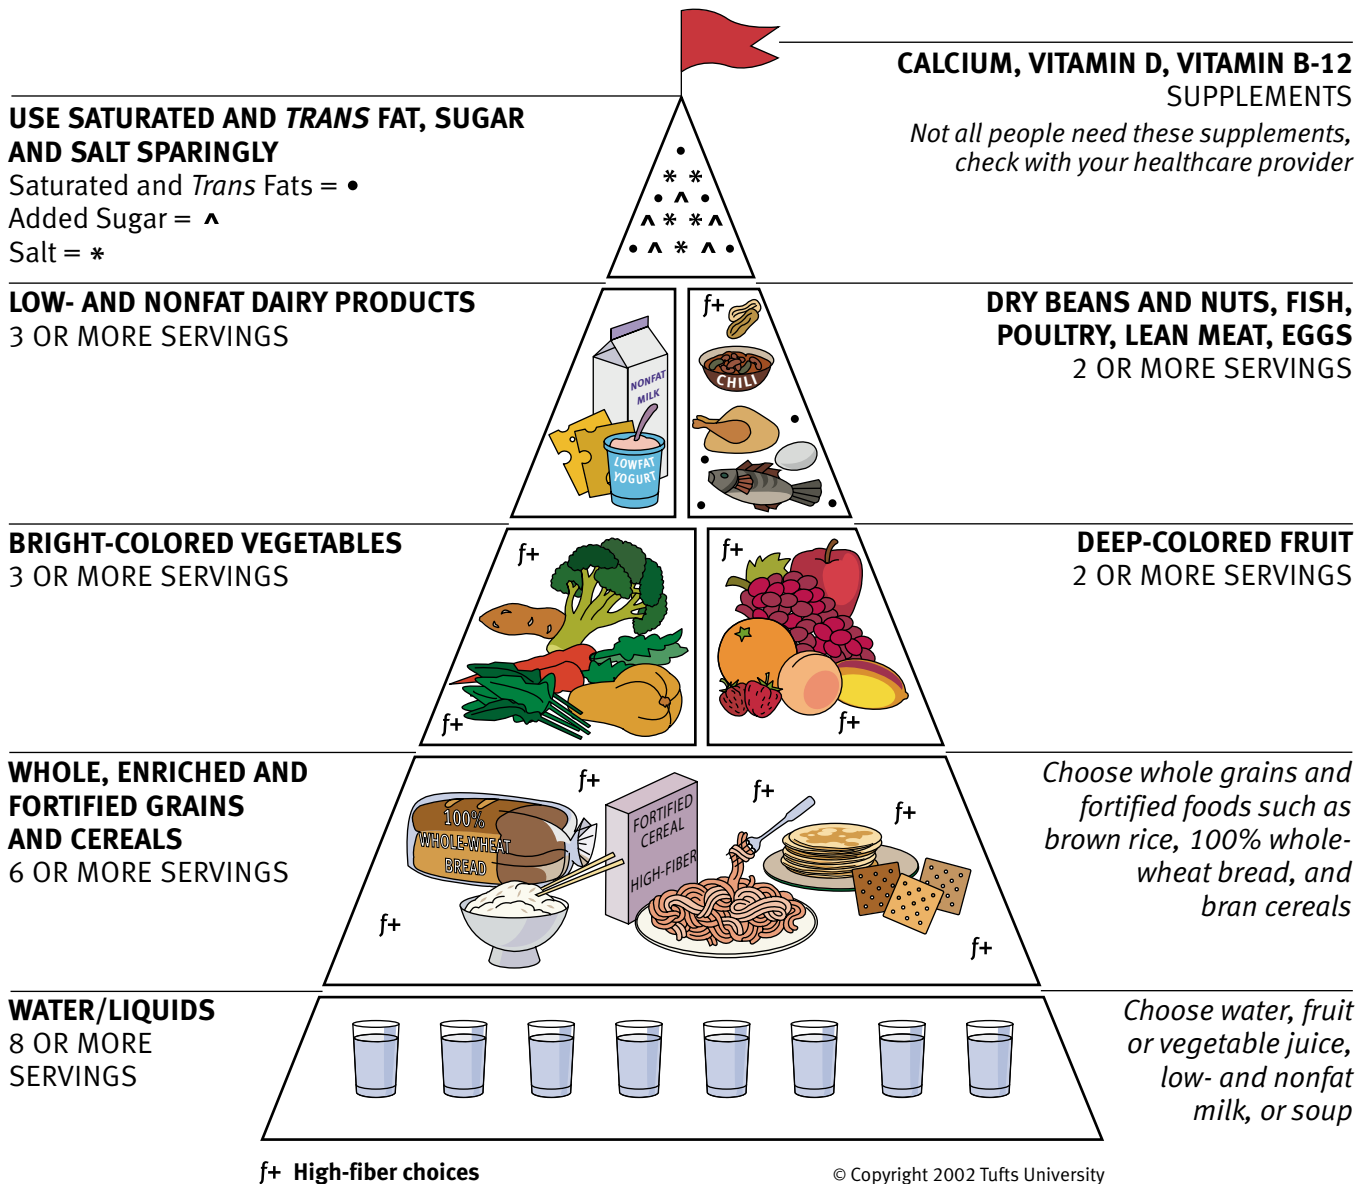 CALCIUM, VITAMIN D, VITAMIN B-12
SUPPLEMENTS
Not all people need these supplements,
check with your healthcare provider
USE SATURATED AND TRANS FAT, SUGAR
AND SALT SPARINGLY
Saturated and Trans Fats = •
Added Sugar = ^
Salt = *
LOW- AND NONFAT DAIRY PRODUCTS
3 OR MORE SERVINGS
NONFAT
MILK
LOWFAT
YOGURT
f+
CHILI
DRY BEANS AND NUTS, FISH,
POULTRY, LEAN MEAT, EGGS
2 OR MORE SERVINGS
BRIGHT-COLORED VEGETABLES
3 OR MORE SERVINGS
f+
f+
f+
f+
DEEP-COLORED FRUIT
2 OR MORE SERVINGS
WHOLE, ENRICHED AND
FORTIFIED GRAINS
AND CEREALS
6 OR MORE SERVINGS
f+
f+
f+
100%
WHOLE-WHEAT
BREAD
FORTIFIED
CEREAL
HIGH-FIBER
f+
f+
Choose whole grains and
fortified foods such as
brown rice, 100% whole-
wheat bread, and
bran cereals
WATER/LIQUIDS
8 OR MORE
SERVINGS
Choose water, fruit
or vegetable juice,
low- and nonfat
milk, or soup
f+ High-fiber choices
© Copyright 2002 Tufts University